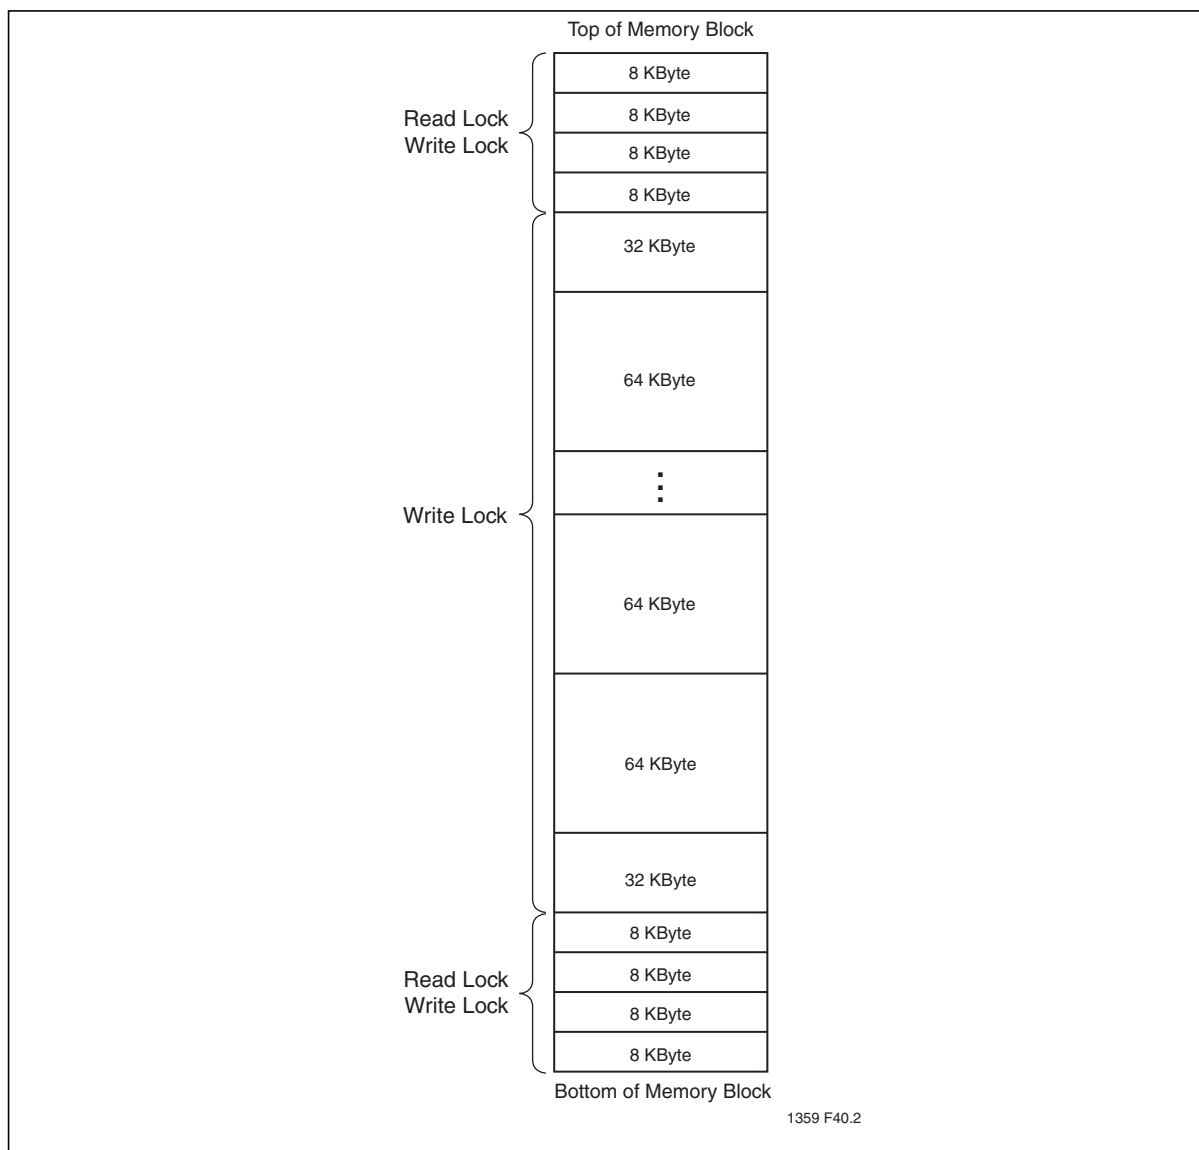 Top of Memory Block
8 KByte
8 KByte
Read Lock
Write Lock
8 KByte
8 KByte
32 KByte
64 KByte
⋮
Write Lock
64 KByte
64 KByte
32 KByte
8 KByte
8 KByte
Read Lock
Write Lock
8 KByte
8 KByte
Bottom of Memory Block
1359 F40.2